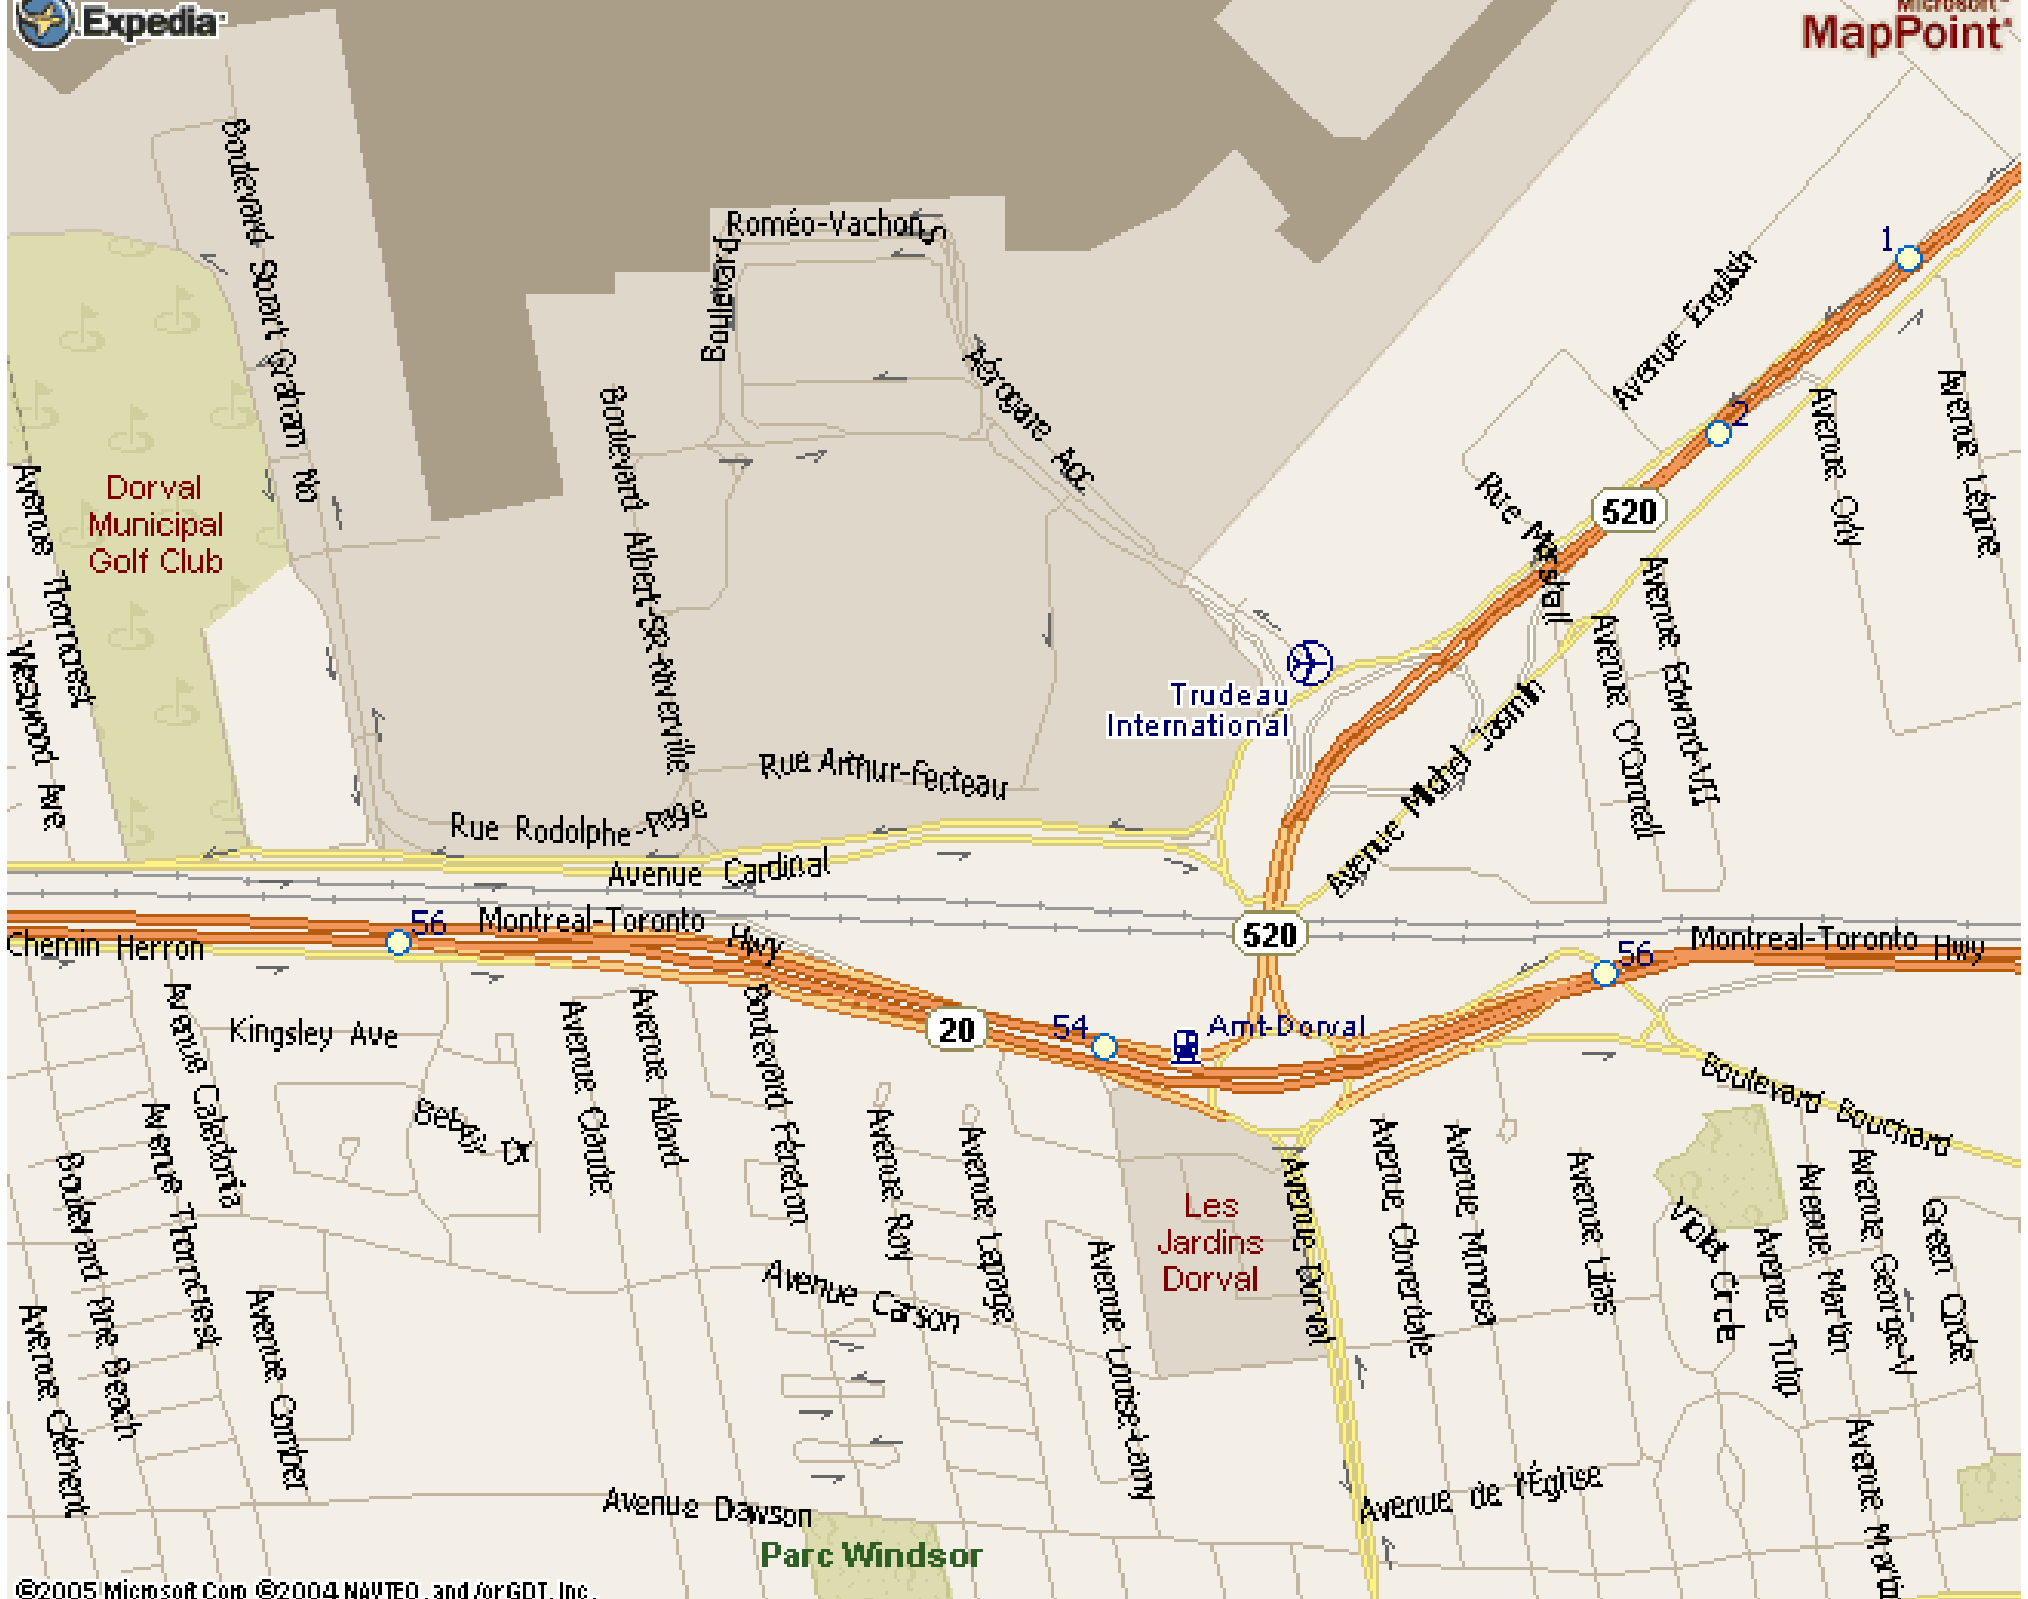 Expedia
Microsoft
MapPoint
Boulevard Stuart Graham No
Roméo-Vachon S
Boulevard
1
Avenue English
2
Aérogare Acc
Avenue Orly
Avenue Lépine
Boulevard Albert-de-Niverville
Dorval
Municipal
Golf Club
Avenue Thorncrest
Rue Marshall
520
Avenue Edward-VII
Avenue O'Connell
Westwood Ave
Trudeau
International
Avenue Michel Jasmin
Rue Arthur-Fecteau
Rue Rodolphe-Page
Avenue Cardinal
56
Montreal-Toronto Hwy
520
Montreal-Toronto Hwy
56
Chemin Herron
Kingsley Ave
20
54
Amt-Dorval
Avenue Caledonia
Avenue Claude
Avenue Allard
Boulevard Fénelon
Boulevard Bouchard
Avenue Thorncrest
Boulevard Pine Beach
Avenue Roy
Avenue Lepage
Avenue Dorval
Avenue Cloverdale
Avenue Mimosa
Avenue Lilas
Circle
Avenue Tulip
Avenue Martin
Avenue George-V
Green Circle
Les
Jardins
Dorval
Avenue Carson
Avenue Louise-Lamy
Avenue Clément
Avenue Comber
Avenue Dawson
Avenue de l'Église
Avenue Martin
Parc Windsor
©2005 Microsoft Corp ©2004 NAVTEQ, and/or GDT, Inc.